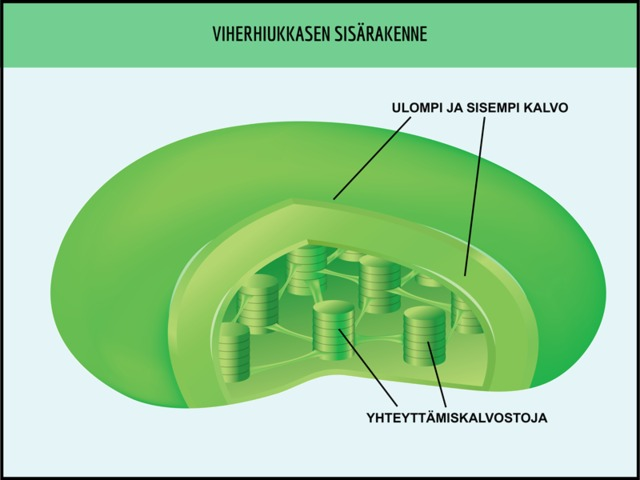 VIHERHIUKKASEN SISÄRAKENNE
ULOMPI JA SISEMPI KALVO
YHTEYTTÄMISKALVOSTOJA